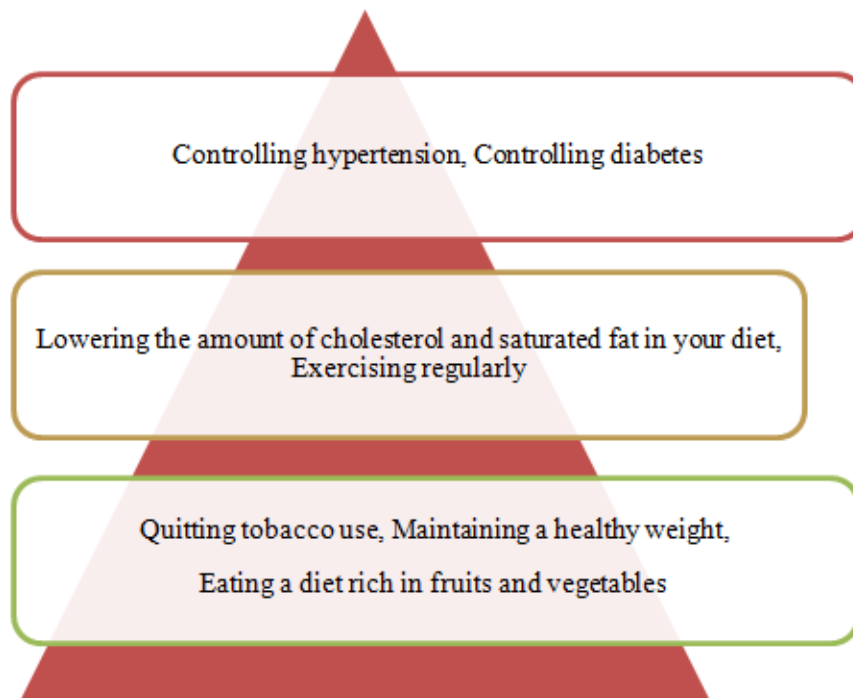 Controlling hypertension, Controlling diabetes
Lowering the amount of cholesterol and saturated fat in your diet,
Exercising regularly
Quitting tobacco use, Maintaining a healthy weight,
Eating a diet rich in fruits and vegetables